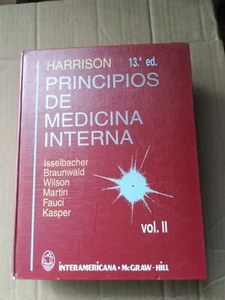 HARRISON 13.ª ed.
PRINCIPIOS
DE
MEDICINA
INTERNA
Isselbacher
Braunwald
Wilson
Martin
Fauci
Kasper
vol. II
INTERAMERICANA • McGRAW-HILL